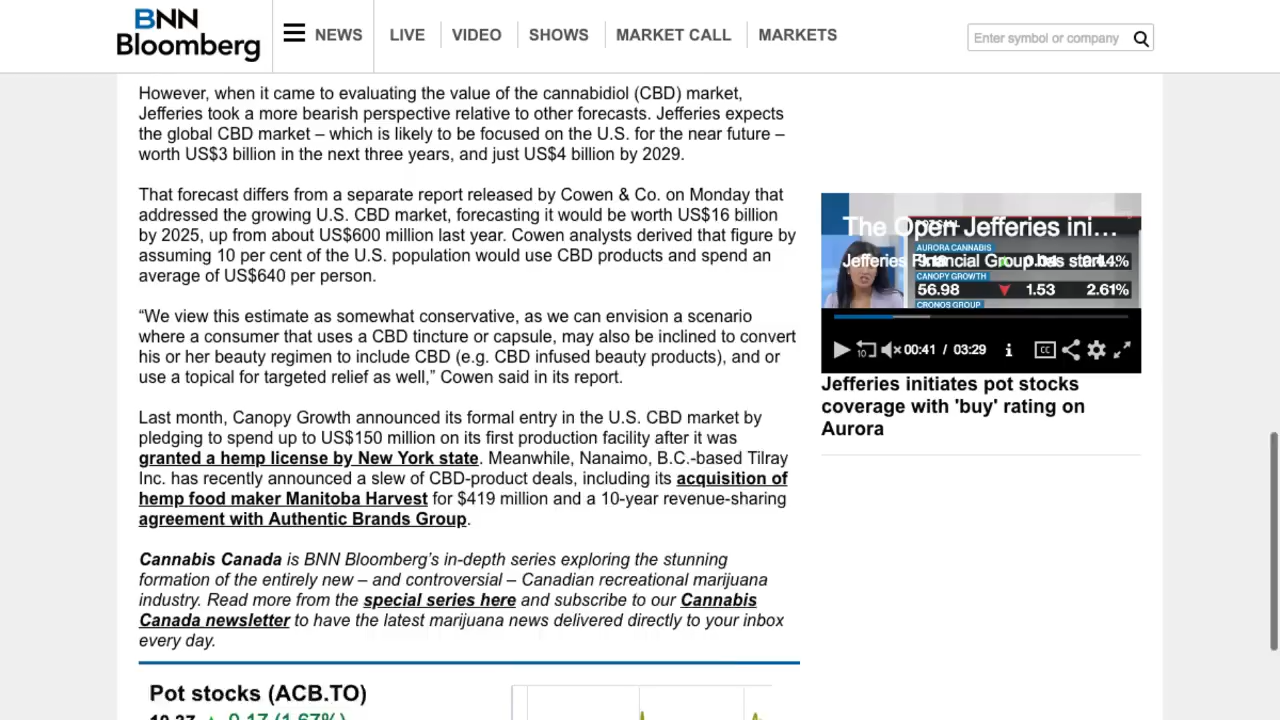 BNN
Bloomberg
NEWS
LIVE
VIDEO
SHOWS
MARKET CALL
MARKETS
Enter symbol or company
However, when it came to evaluating the value of the cannabidiol (CBD) market,
Jefferies took a more bearish perspective relative to other forecasts. Jefferies expects
the global CBD market – which is likely to be focused on the U.S. for the near future –
worth US$3 billion in the next three years, and just US$4 billion by 2029.
That forecast differs from a separate report released by Cowen & Co. on Monday that
addressed the growing U.S. CBD market, forecasting it would be worth US$16 billion
by 2025, up from about US$600 million last year. Cowen analysts derived that figure by
assuming 10 per cent of the U.S. population would use CBD products and spend an
average of US$640 per person.
“We view this estimate as somewhat conservative, as we can envision a scenario
where a consumer that uses a CBD tincture or capsule, may also be inclined to convert
his or her beauty regimen to include CBD (e.g. CBD infused beauty products), and or
use a topical for targeted relief as well,” Cowen said in its report.
Last month, Canopy Growth announced its formal entry in the U.S. CBD market by
pledging to spend up to US$150 million on its first production facility after it was
granted a hemp license by New York state. Meanwhile, Nanaimo, B.C.-based Tilray
Inc. has recently announced a slew of CBD-product deals, including its acquisition of
hemp food maker Manitoba Harvest for $419 million and a 10-year revenue-sharing
agreement with Authentic Brands Group.
Cannabis Canada is BNN Bloomberg’s in-depth series exploring the stunning
formation of the entirely new – and controversial – Canadian recreational marijuana
industry. Read more from the special series here and subscribe to our Cannabis
Canada newsletter to have the latest marijuana news delivered directly to your inbox
every day.
Pot stocks (ACB.TO)
10.37 0.17 (1.67%)
The Open Jefferies ini...
AURORA CANNABIS
Jefferies Financial Group has start...
CANOPY GROWTH
56.98 1.53 2.61%
CRONOS GROUP
10
00:41 / 03:29
i
CC
Jefferies initiates pot stocks
coverage with 'buy' rating on
Aurora